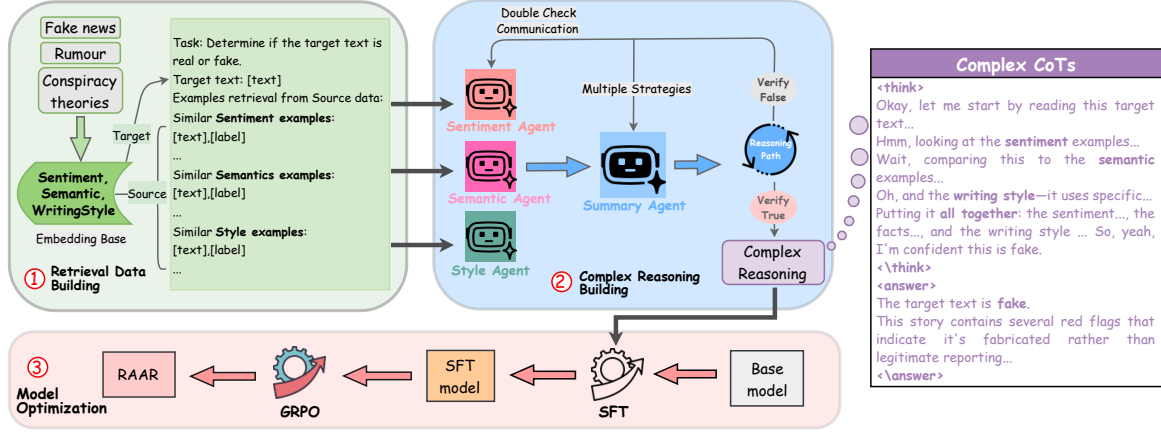 Fake news
Rumour
Conspiracy
theories
Target
Source
Sentiment,
Semantic,
WritingStyle
Embedding Base
① Retrieval Data
Building
Task: Determine if the target text is
real or fake.
Target text: [text]
Examples retrieval from Source data:
Similar Sentiment examples:
[text],[label]
...
Similar Semantics examples:
[text],[label]
...
Similar Style examples:
[text],[label]
...
Double Check
Communication
Sentiment Agent
Semantic Agent
Style Agent
Multiple Strategies
Summary Agent
Verify
False
Reasoning
Path
Verify
True
Complex
Reasoning
② Complex Reasoning
Building
Complex CoTs
<think>
Okay, let me start by reading this target
text...
Hmm, looking at the sentiment examples...
Wait, comparing this to the semantic
examples...
Oh, and the writing style—it uses specific...
Putting it all together: the sentiment..., the
facts..., and the writing style ... So, yeah,
I'm confident this is fake.
<\think>
<answer>
The target text is fake.
This story contains several red flags that
indicate it's fabricated rather than
legitimate reporting...
<\answer>
③
Model
Optimization
RAAR
GRPO
SFT
model
SFT
Base
model